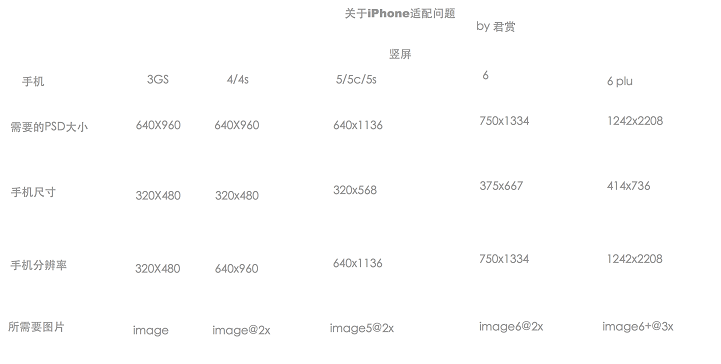 关于iPhone适配问题
by 君赏
竖屏
手机 3GS 4/4s 5/5c/5s 6 6 plu
需要的PSD大小 640X960 640X960 640x1136 750x1334 1242x2208
手机尺寸 320X480 320x480 320x568 375x667 414x736
手机分辨率 320X480 640x960 640x1136 750x1334 1242x2208
所需要图片 image image@2x image5@2x image6@2x image6+@3x